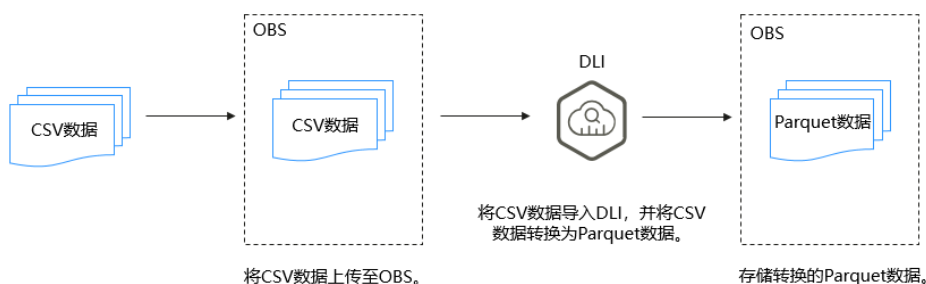 OBS
OBS
DLI
CSV数据
CSV数据
Parquet数据
将CSV数据导入DLI，并将CSV
数据转换为Parquet数据。
将CSV数据上传至OBS。
存储转换的Parquet数据。